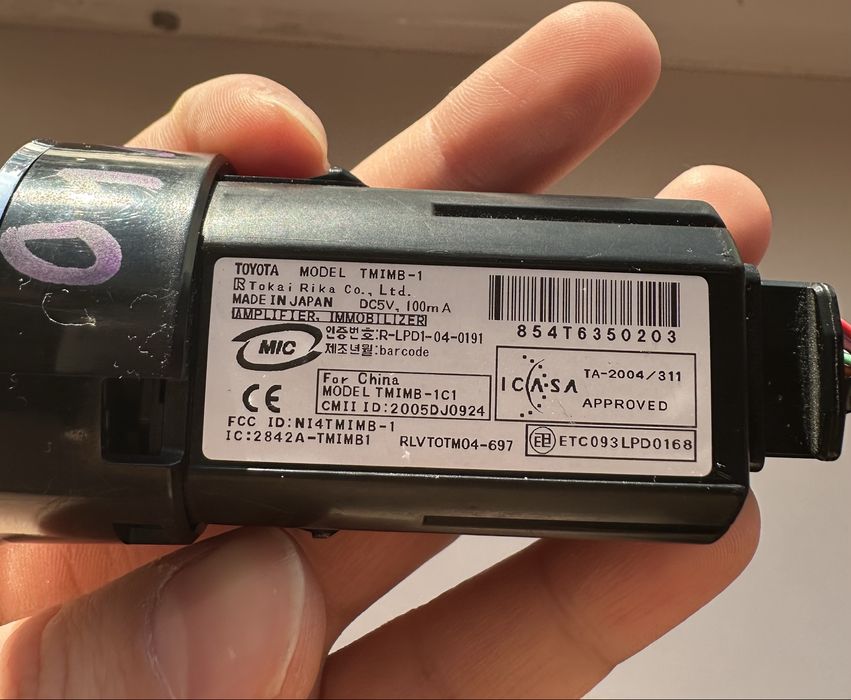 01
TOYOTA MODEL TMIMB-1
R Tokai Rika Co., Ltd.
MADE IN JAPAN DC5V, 100mA
AMPLIFIER, IMMOBILIZER
MIC 인증번호:R-LPD1-04-0191
제조년월:barcode
CE
For China
MODEL TMIMB-1C1
CMII ID:2005DJ0924
FCC ID:NI4TMIMB-1
IC:2842A-TMIMB1 RLVTOTM04-697
854T6350203
ICASA TA-2004/311
APPROVED
ETC093LPD0168